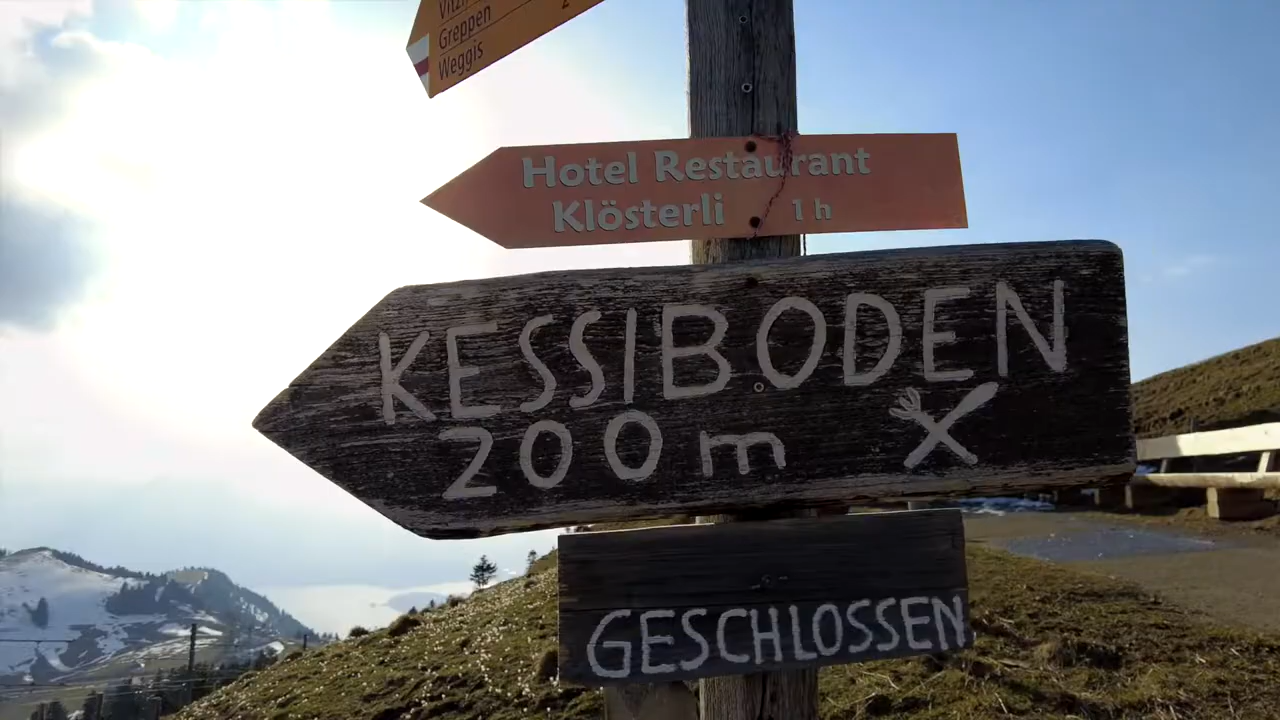 Greppen
Weggis
Hotel Restaurant
Klösterli 1 h
KESSIBODEN
200 m
GESCHLOSSEN